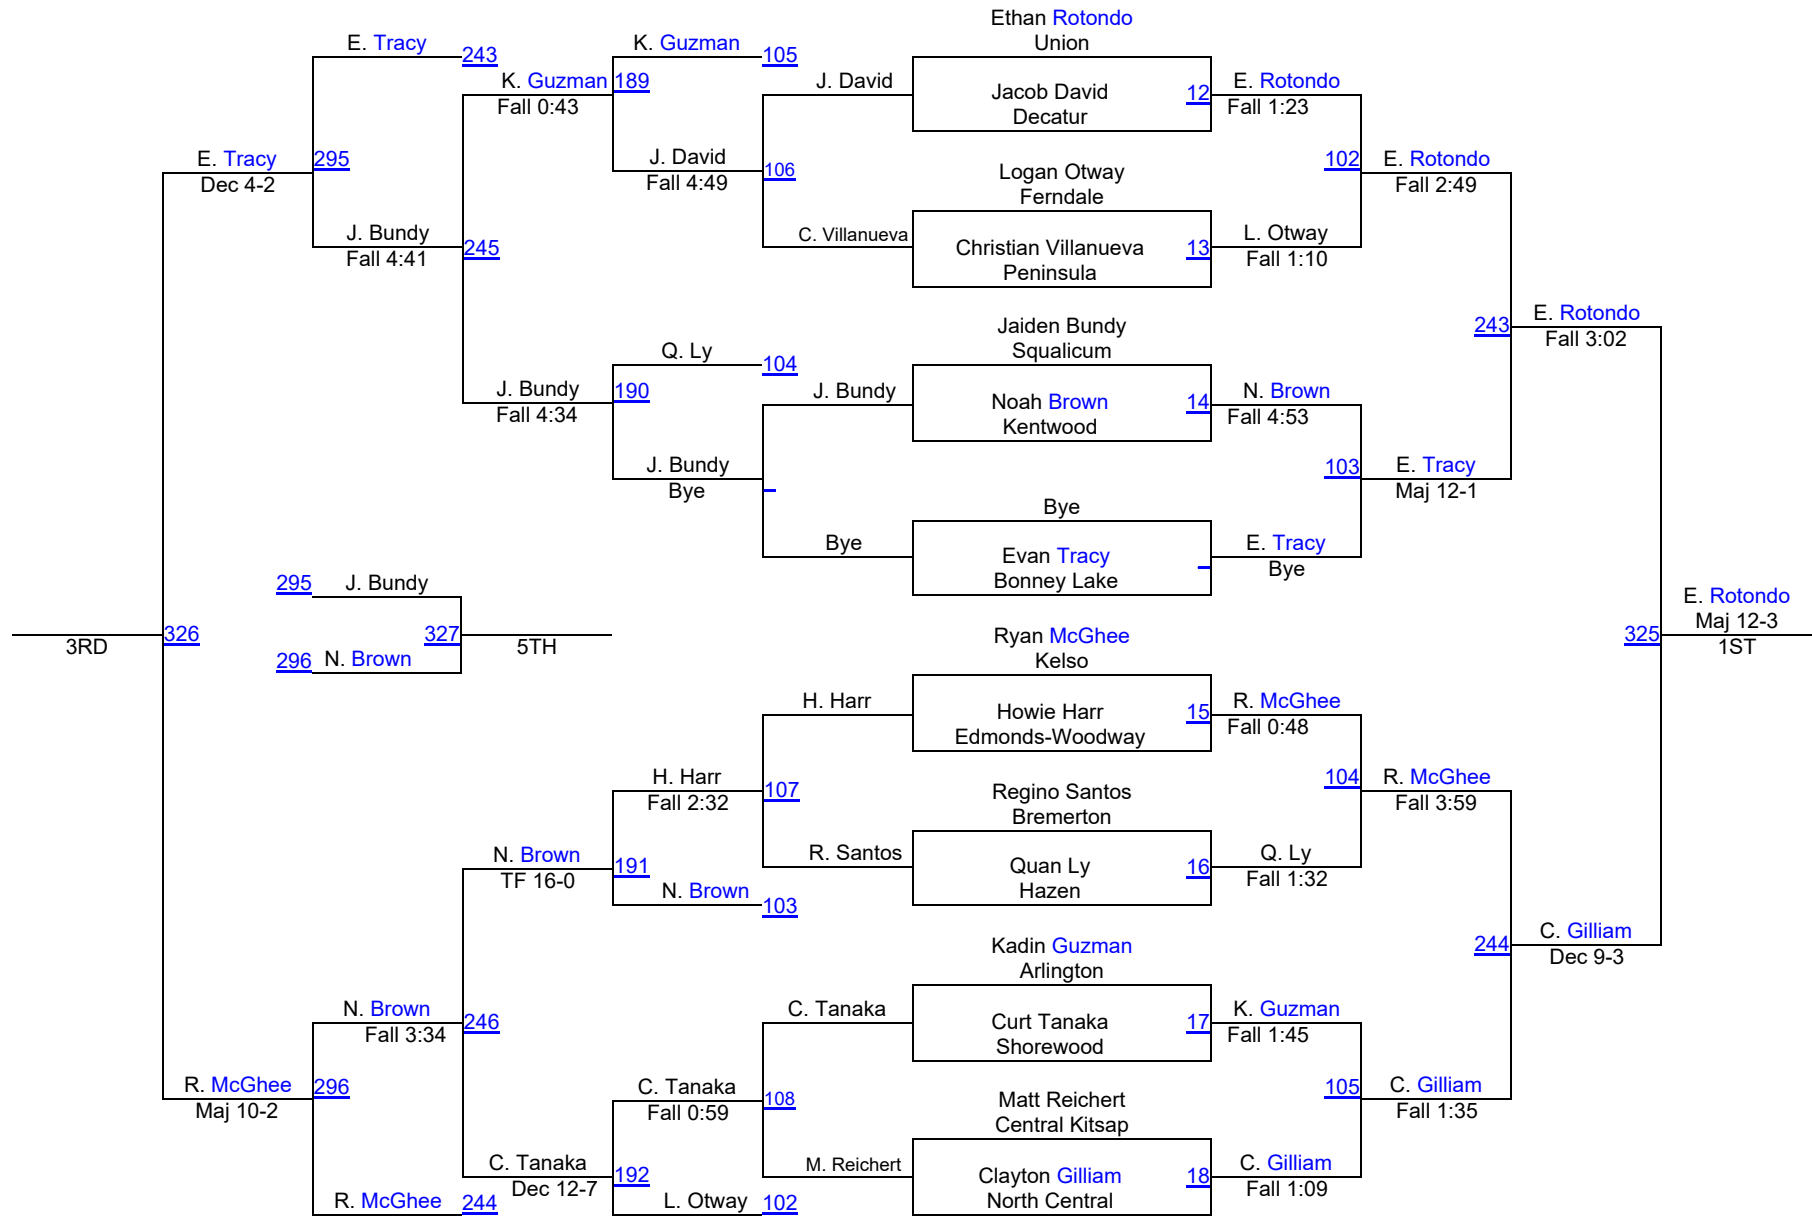 Ethan Rotondo
Union
E. Tracy
243
K. Guzman
105
K. Guzman
189
Fall 0:43
J. David
Jacob David
Decatur
12
E. Rotondo
Fall 1:23
E. Tracy
295
Dec 4-2
J. David
Fall 4:49
106
Logan Otway
Ferndale
102
E. Rotondo
Fall 2:49
J. Bundy
Fall 4:41
245
C. Villanueva
Christian Villanueva
Peninsula
13
L. Otway
Fall 1:10
Jaiden Bundy
Squalicum
243
E. Rotondo
Fall 3:02
Q. Ly
104
J. Bundy
Fall 4:34
190
J. Bundy
Noah Brown
Kentwood
14
N. Brown
Fall 4:53
J. Bundy
Bye
103
E. Tracy
Maj 12-1
Bye
Bye
Evan Tracy
Bonney Lake
E. Tracy
Bye
295
J. Bundy
3RD
326
327
5TH
296
N. Brown
Ryan McGhee
Kelso
325
E. Rotondo
Maj 12-3
1ST
H. Harr
Howie Harr
Edmonds-Woodway
15
R. McGhee
Fall 0:48
H. Harr
Fall 2:32
107
Regino Santos
Bremerton
104
R. McGhee
Fall 3:59
N. Brown
TF 16-0
191
R. Santos
Quan Ly
Hazen
16
Q. Ly
Fall 1:32
N. Brown
103
Kadin Guzman
Arlington
244
C. Gilliam
Dec 9-3
N. Brown
Fall 3:34
246
C. Tanaka
Curt Tanaka
Shorewood
17
K. Guzman
Fall 1:45
R. McGhee
Maj 10-2
296
C. Tanaka
Fall 0:59
108
Matt Reichert
Central Kitsap
105
C. Gilliam
Fall 1:35
C. Tanaka
Dec 12-7
192
M. Reichert
Clayton Gilliam
North Central
18
C. Gilliam
Fall 1:09
R. McGhee
244
L. Otway
102